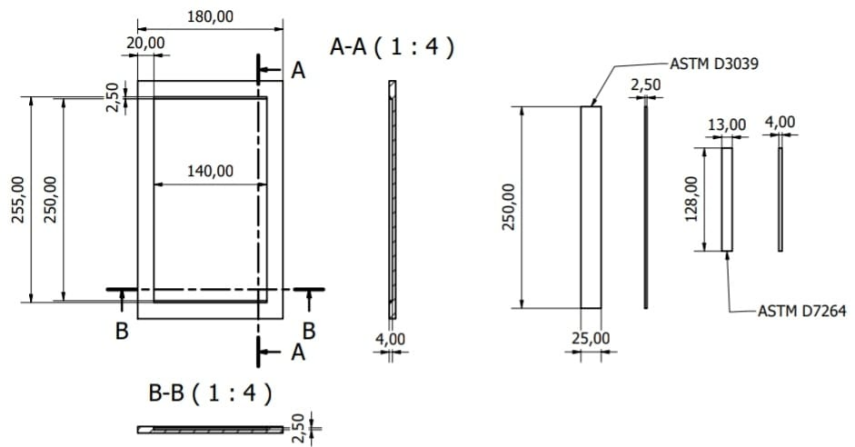 180,00
20,00
A
A-A ( 1 : 4 )
2,50
140,00
255,00
250,00
B
B
A
4,00
B-B ( 1 : 4 )
2,50
ASTM D3039
2,50
13,00
4,00
250,00
128,00
ASTM D7264
25,00